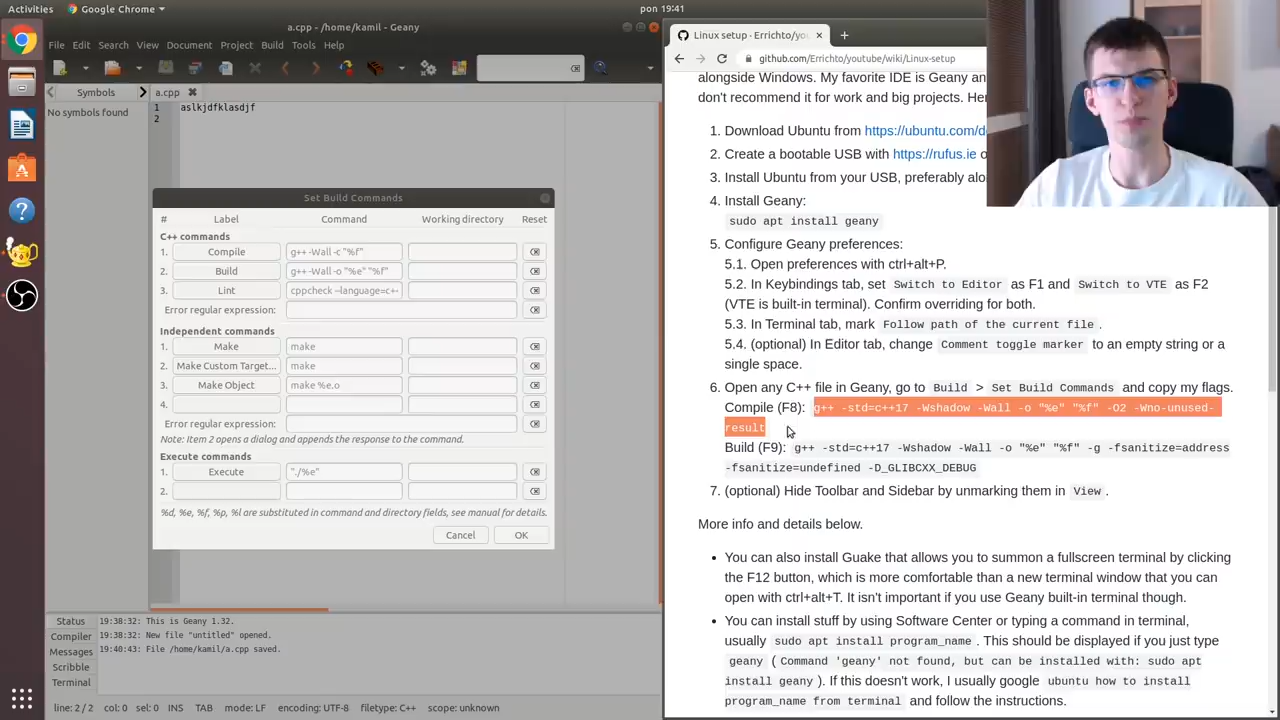 Activities
Google Chrome
pon 19:41
a.cpp - /home/kamil - Geany
File Edit Search View Document Project Build Tools Help
Symbols
a.cpp
No symbols found
1 aslkjdfklasdjf
2
Set Build Commands
# Label Command Working directory Reset
C++ commands
1. Compile g++ -Wall -c "%f"
2. Build g++ -Wall -o "%e" "%f"
3. Lint cppcheck --language=c+
Error regular expression:
Independent commands
1. Make make
2. Make Custom Target... make
3. Make Object make %e.o
4.
Error regular expression:
Note: Item 2 opens a dialog and appends the response to the command.
Execute commands
1. Execute "./%e"
2.
%d, %e, %f, %p, %l are substituted in command and directory fields, see manual for details.
Cancel OK
Status
Compiler
Messages
Scribble
Terminal
19:38:32: This is Geany 1.32.
19:38:32: New file "untitled" opened.
19:40:43: File /home/kamil/a.cpp saved.
line: 2 / 2 col: 0 sel: 0 INS TAB mode: LF encoding: UTF-8 filetype: C++ scope: unknown
Linux setup · Errichto/yo
github.com/Errichto/youtube/wiki/Linux-setup
alongside Windows. My favorite IDE is Geany an
don't recommend it for work and big projects. He
1. Download Ubuntu from https://ubuntu.com/d
2. Create a bootable USB with https://rufus.ie o
3. Install Ubuntu from your USB, preferably alo
4. Install Geany:
sudo apt install geany
5. Configure Geany preferences:
5.1. Open preferences with ctrl+alt+P.
5.2. In Keybindings tab, set Switch to Editor as F1 and Switch to VTE as F2
(VTE is built-in terminal). Confirm overriding for both.
5.3. In Terminal tab, mark Follow path of the current file .
5.4. (optional) In Editor tab, change Comment toggle marker to an empty string or a
single space.
6. Open any C++ file in Geany, go to Build > Set Build Commands and copy my flags.
Compile (F8): g++ -std=c++17 -Wshadow -Wall -o "%e" "%f" -O2 -Wno-unused-
result
Build (F9): g++ -std=c++17 -Wshadow -Wall -o "%e" "%f" -g -fsanitize=address
-fsanitize=undefined -D_GLIBCXX_DEBUG
7. (optional) Hide Toolbar and Sidebar by unmarking them in View .
More info and details below.
• You can also install Guake that allows you to summon a fullscreen terminal by clicking
the F12 button, which is more comfortable than a new terminal window that you can
open with ctrl+alt+T. It isn't important if you use Geany built-in terminal though.
• You can install stuff by using Software Center or typing a command in terminal,
usually sudo apt install program_name . This should be displayed if you just type
geany ( Command 'geany' not found, but can be installed with: sudo apt
install geany ). If this doesn't work, I usually google ubuntu how to install
program_name from terminal and follow the instructions.